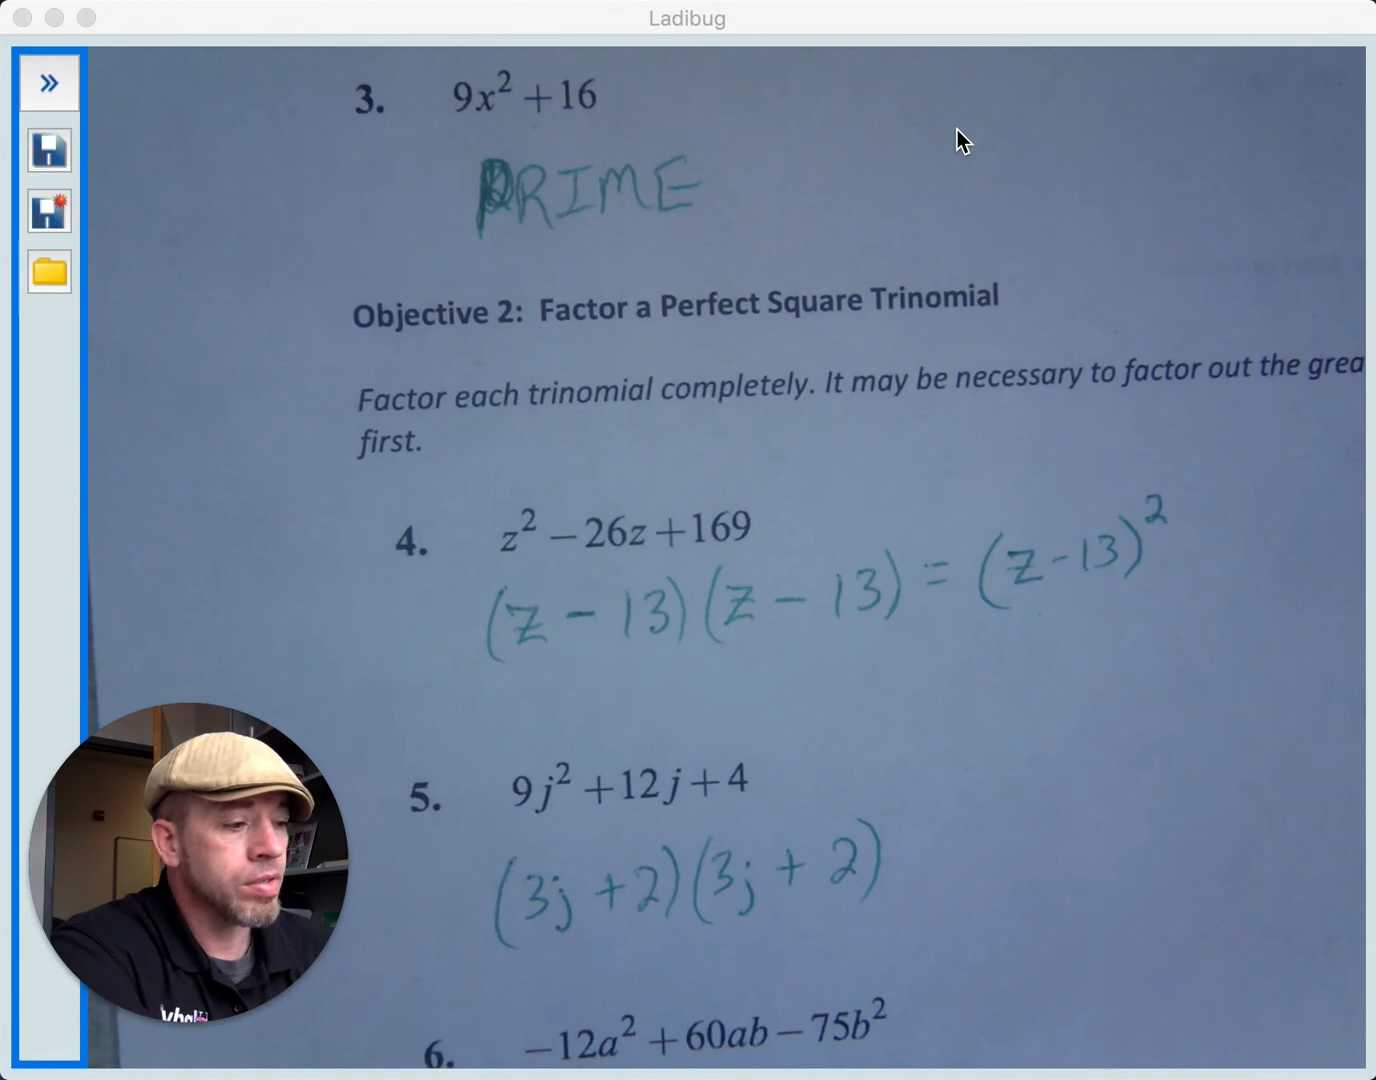 Ladibug
3. 9x² + 16
PRIME
Objective 2: Factor a Perfect Square Trinomial
Factor each trinomial completely. It may be necessary to factor out the grea
first.
4. z² − 26z + 169
(z − 13)(z − 13) = (z − 13)²
5. 9j² + 12j + 4
(3j + 2)(3j + 2)
6. −12a² + 60ab − 75b²